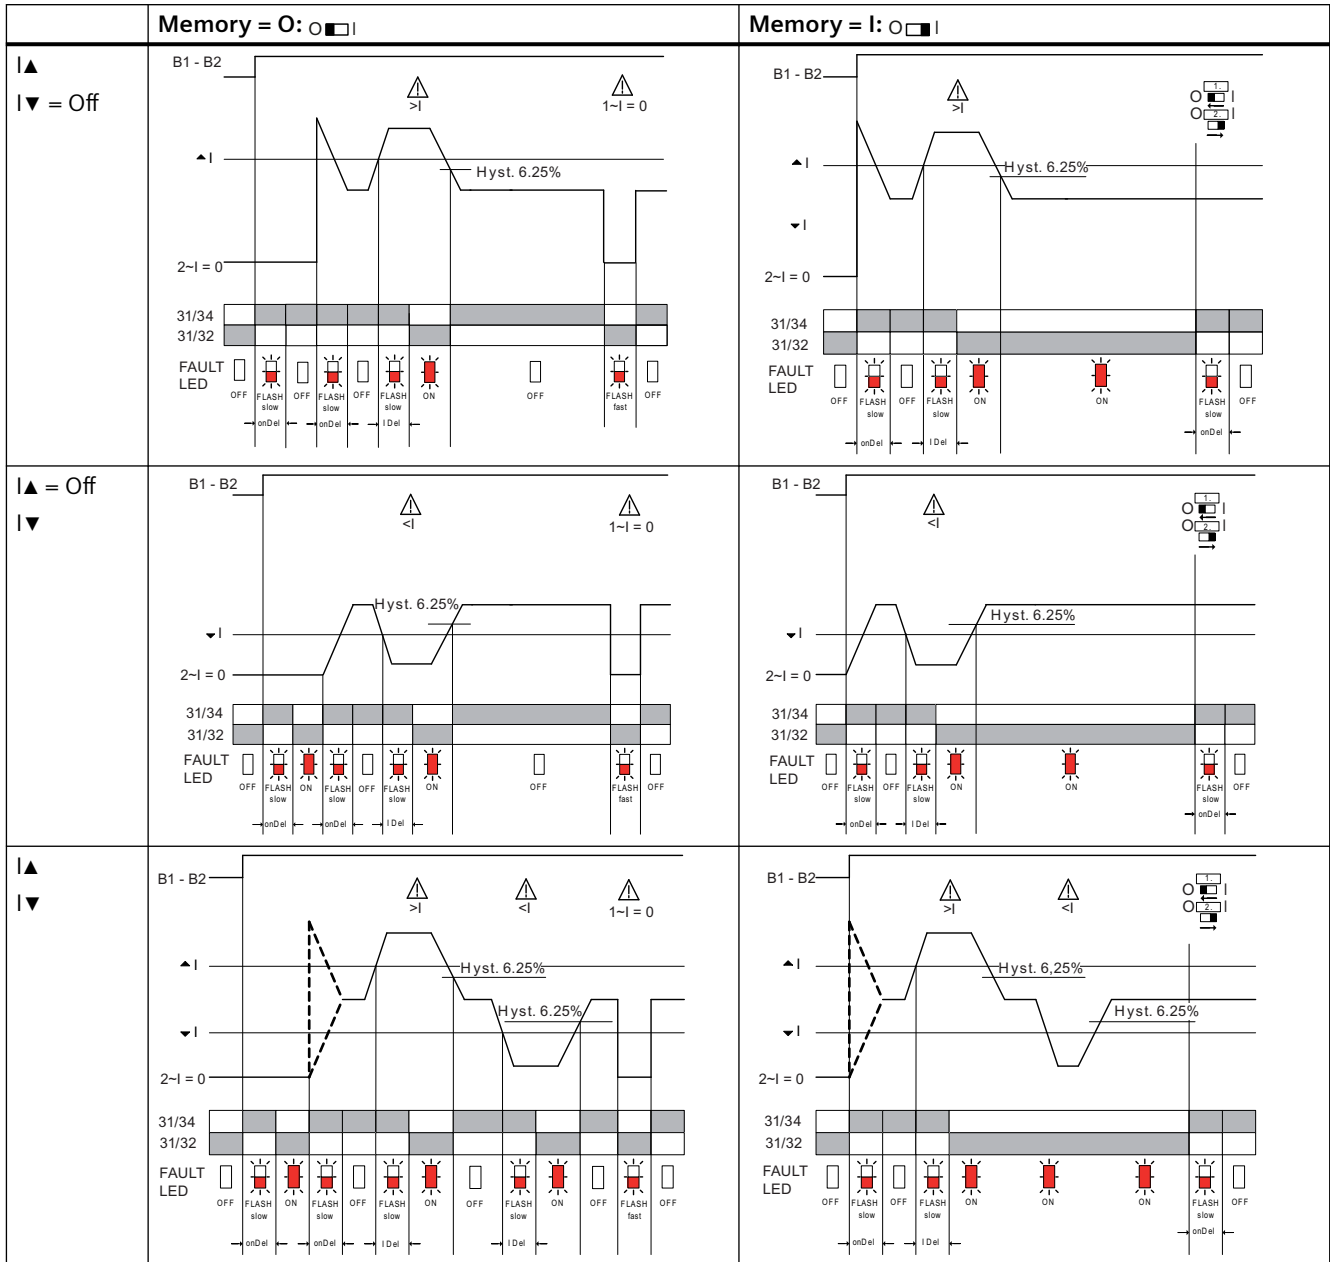 Memory = O: O I
Memory = I: O I
I▲
I▼ = Off
B1 - B2
>I
1~I = 0
▲I
Hyst. 6.25%
2~I = 0
31/34
31/32
FAULT
LED
OFF FLASH OFF FLASH OFF FLASH ON OFF FLASH OFF
slow slow slow fast
onDel onDel I Del
B1 - B2
>I
1.
O I
O 2. I
▲I
Hyst. 6.25%
▼I
2~I = 0
31/34
31/32
FAULT
LED
OFF FLASH OFF FLASH ON ON FLASH OFF
slow slow slow
onDel I Del onDel
I▲ = Off
I▼
B1 - B2
<I
1~I = 0
Hyst. 6.25%
▼I
2~I = 0
31/34
31/32
FAULT
LED
OFF FLASH ON FLASH OFF FLASH ON OFF FLASH OFF
slow slow slow fast
onDel onDel I Del
B1 - B2
<I
1.
O I
O 2. I
Hyst. 6.25%
▼I
2~I = 0
31/34
31/32
FAULT
LED
OFF FLASH OFF FLASH ON ON FLASH OFF
slow slow slow
onDel I Del onDel
I▲
I▼
B1 - B2
>I <I 1~I = 0
▲I
Hyst. 6.25%
Hyst. 6.25%
▼I
2~I = 0
31/34
31/32
FAULT
LED
OFF FLASH ON FLASH OFF FLASH ON OFF FLASH ON OFF FLASH OFF
slow slow slow slow fast
onDel onDel I Del I Del
B1 - B2
>I <I
1.
O I
O 2. I
▲I
Hyst. 6,25%
Hyst. 6.25%
▼I
2~I = 0
31/34
31/32
FAULT
LED
OFF FLASH OFF FLASH ON ON ON FLASH OFF
slow slow slow
onDel I Del onDel